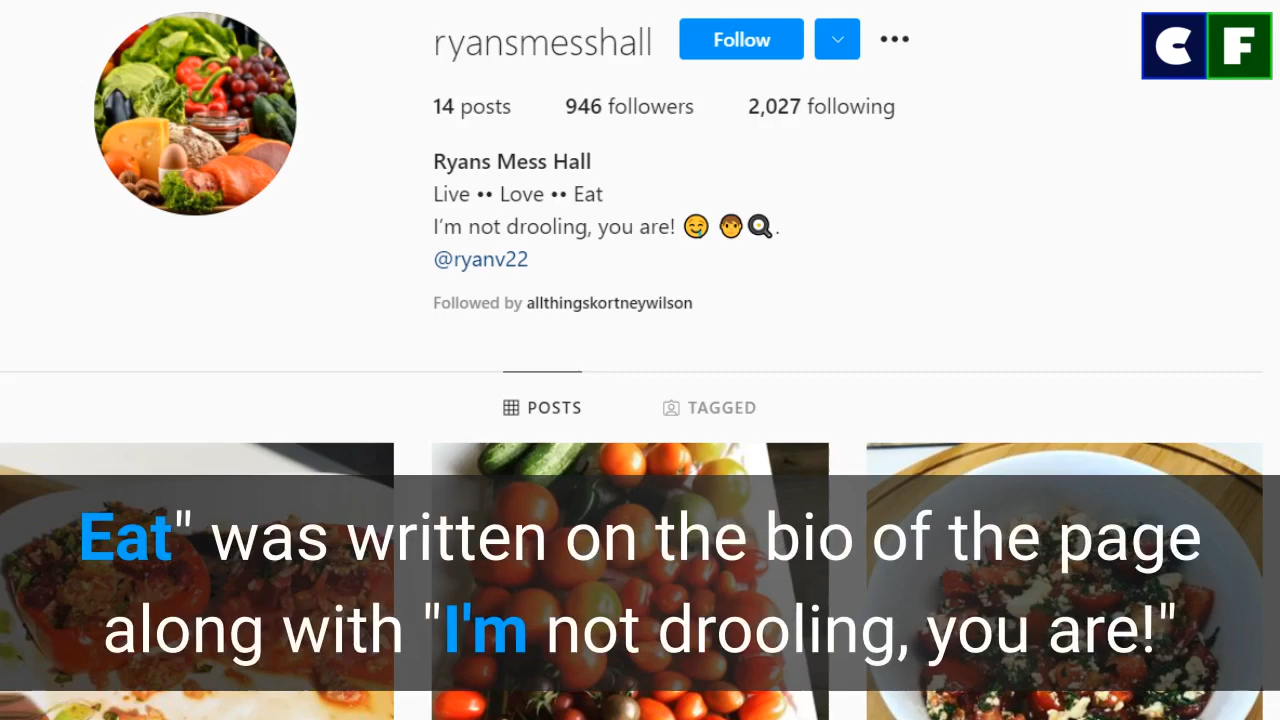 ryansmesshall Follow
C F
14 posts 946 followers 2,027 following
Ryans Mess Hall
Live •• Love •• Eat
I'm not drooling, you are! 🤤 🧑‍🍳.
@ryanv22
Followed by allthingskortneywilson
POSTS TAGGED
Eat" was written on the bio of the page
along with "I'm not drooling, you are!"